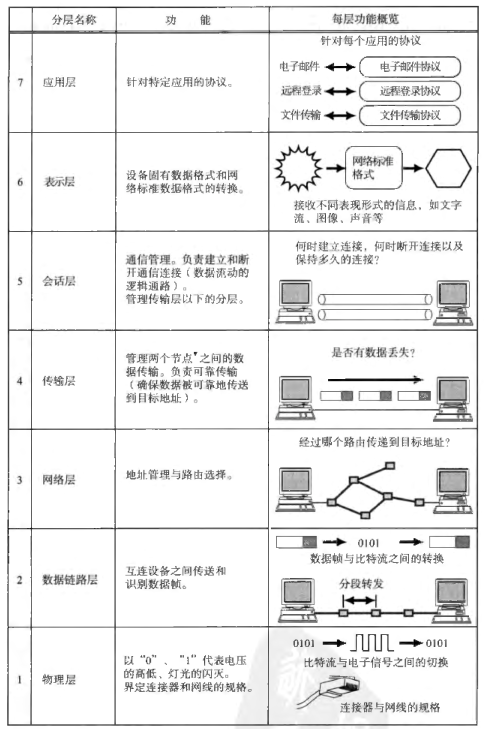 分层名称
功 能
每层功能概览
7
应用层
针对特定应用的协议。
针对每个应用的协议
电子邮件
电子邮件协议
远程登录
远程登录协议
文件传输
文件传输协议
6
表示层
设备固有数据格式和网
络标准数据格式的转换。
网络标准
格式
接收不同表现形式的信息，如文字
流、图像、声音等
5
会话层
通信管理。负责建立和断
开通信连接（数据流动的
逻辑通路）。
管理传输层以下的分层。
何时建立连接，何时断开连接以及
保持多久的连接？
4
传输层
管理两个节点▼之间的数
据传输。负责可靠传输
（确保数据被可靠地传送
到目标地址）。
是否有数据丢失？
3
网络层
地址管理与路由选择。
经过哪个路由传递到目标地址？
2
数据链路层
互连设备之间传送和
识别数据帧。
0101
数据帧与比特流之间的转换
分段转发
1
物理层
以“0”、“1”代表电压
的高低、灯光的闪灭。
界定连接器和网线的规格。
0101
0101
比特流与电子信号之间的切换
连接器与网线的规格